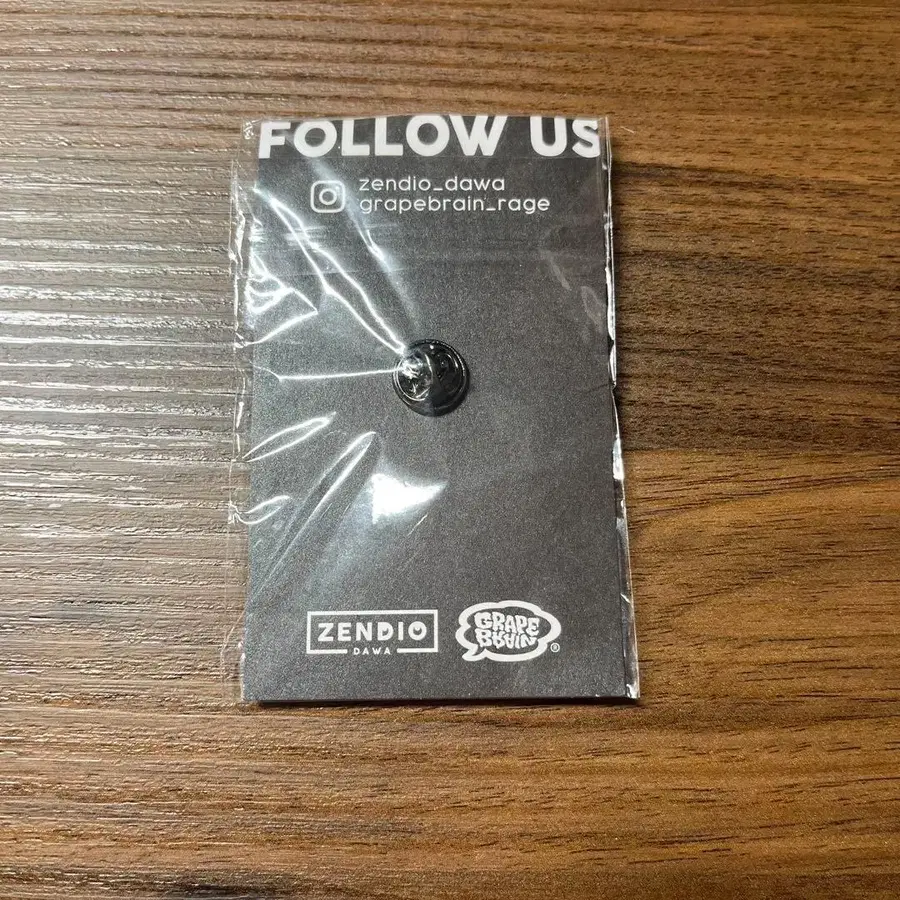 FOLLOW US
zendio_dawa
grapebrain_rage
ZENDIO
DAWA
GRAPE
BRAIN
®